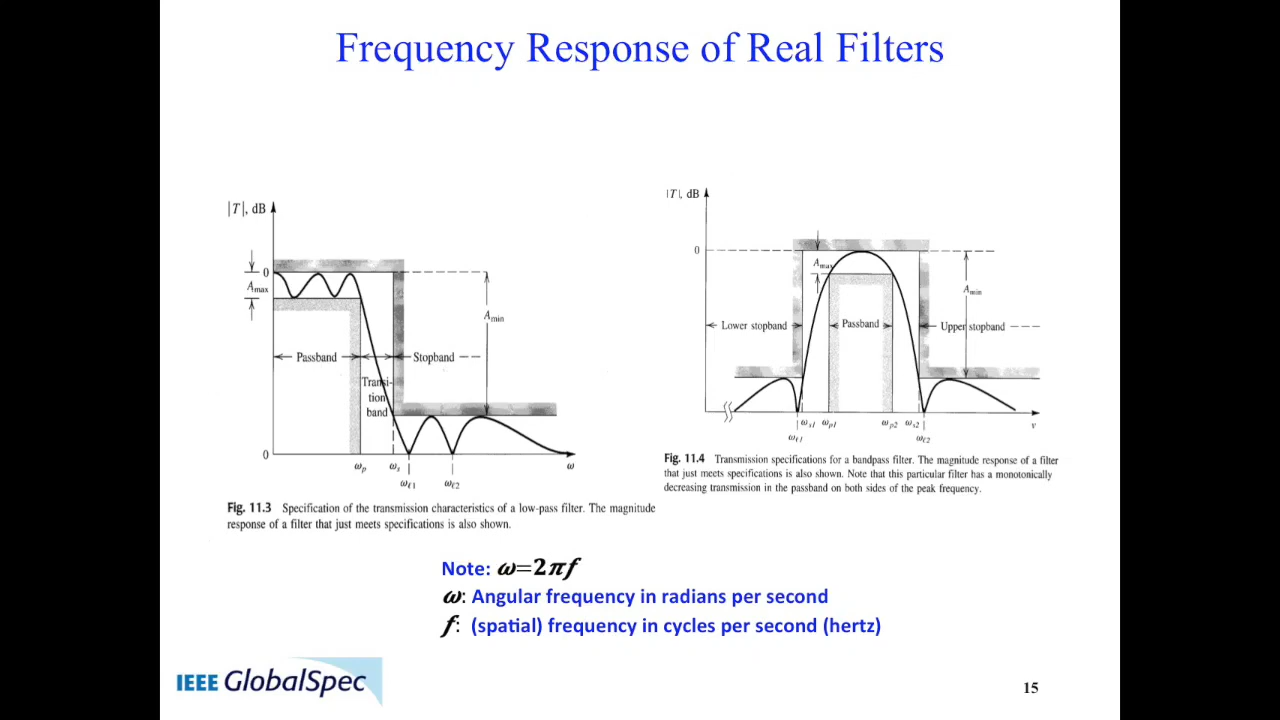 Frequency Response of Real Filters
|T|, dB
0
A_max
A_min
Passband
Stopband
Transi-
tion
band
0
ω_p
ω_s
ω
ω_ℓ1
ω_ℓ2
Fig. 11.3 Specification of the transmission characteristics of a low-pass filter. The magnitude
response of a filter that just meets specifications is also shown.
|T|, dB
0
A_max
A_min
Lower stopband
Passband
Upper stopband
ω_s1
ω_p1
ω_p2
ω_s2
ω_ℓ1
ω_ℓ2
Fig. 11.4 Transmission specifications for a bandpass filter. The magnitude response of a filter
that just meets specifications is also shown. Note that this particular filter has a monotonically
decreasing transmission in the passband on both sides of the peak frequency.
Note: ω=2πf
ω: Angular frequency in radians per second
f: (spatial) frequency in cycles per second (hertz)
IEEE GlobalSpec
15